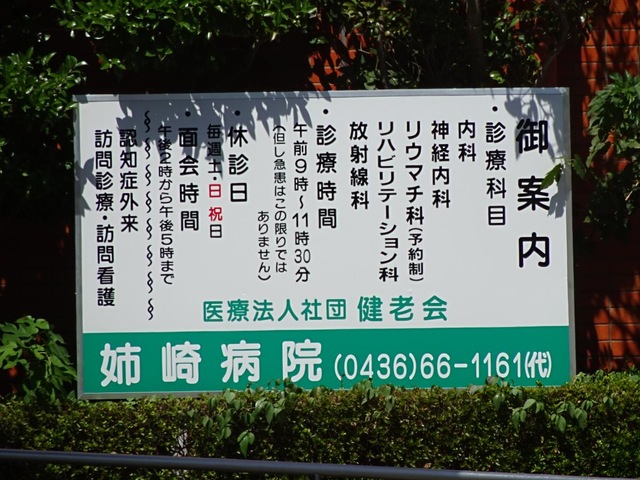 御案内
・診療科目
内科
神経内科
リウマチ科(予約制)
リハビリテーション科
放射線科
・診療時間
午前9時～11時30分
(但し急患はこの限りでは
ありません)
・休診日
毎週土・日 祝日
・面会時間
午後2時から午後5時まで
認知症外来
訪問診療・訪問看護
医療法人社団 健老会
姉崎病院 (0436)66-1161(代)